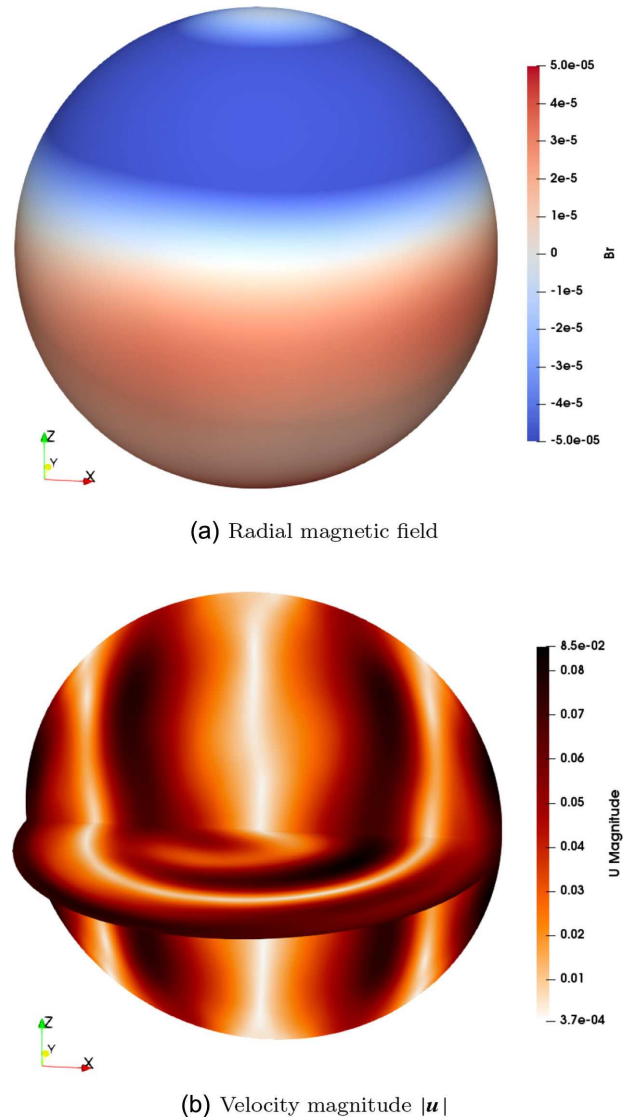 5.0e-05
4e-5
3e-5
2e-5
1e-5
0
-1e-5
-2e-5
-3e-5
-4e-5
-5.0e-05
Br
Z
Y
X
(a) Radial magnetic field
8.5e-02
0.08
0.07
0.06
0.05
0.04
0.03
0.02
0.01
3.7e-04
U Magnitude
Z
Y
X
(b) Velocity magnitude |u|